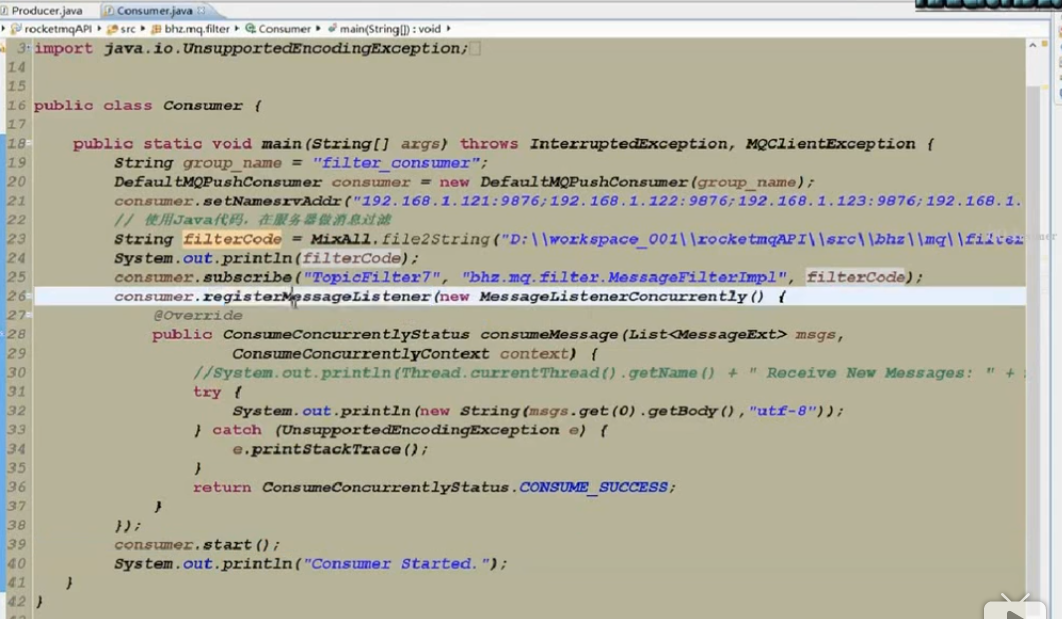 Producer.java Consumer.java
rocketmqAPI src bhz.mq.filter Consumer main(String[]) : void
3 import java.io.UnsupportedEncodingException;
14
15
16 public class Consumer {
17
18 public static void main(String[] args) throws InterruptedException, MQClientException {
19 String group_name = "filter_consumer";
20 DefaultMQPushConsumer consumer = new DefaultMQPushConsumer(group_name);
21 consumer.setNamesrvAddr("192.168.1.121:9876;192.168.1.122:9876;192.168.1.123:9876;192.168.1.
22 // 使用Java代码，在服务器做消息过滤
23 String filterCode = MixAll.file2String("D:\\workspace_001\\rocketmqAPI\\src\\bhz\\mq\\filter
24 System.out.println(filterCode);
25 consumer.subscribe("TopicFilter7", "bhz.mq.filter.MessageFilterImpl", filterCode);
26 consumer.registerMessageListener(new MessageListenerConcurrently() {
27 @Override
28 public ConsumeConcurrentlyStatus consumeMessage(List<MessageExt> msgs,
29 ConsumeConcurrentlyContext context) {
30 //System.out.println(Thread.currentThread().getName() + " Receive New Messages: " +
31 try {
32 System.out.println(new String(msgs.get(0).getBody(),"utf-8"));
33 } catch (UnsupportedEncodingException e) {
34 e.printStackTrace();
35 }
36 return ConsumeConcurrentlyStatus.CONSUME_SUCCESS;
37 }
38 });
39 consumer.start();
40 System.out.println("Consumer Started.");
41 }
42 }